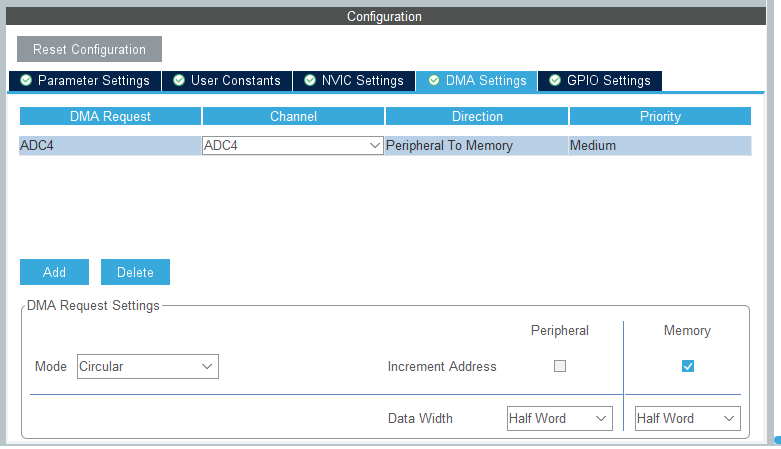 Configuration
Reset Configuration
Parameter Settings User Constants NVIC Settings DMA Settings GPIO Settings
DMA Request Channel Direction Priority
ADC4 ADC4 Peripheral To Memory Medium
Add Delete
DMA Request Settings
Peripheral Memory
Mode Circular Increment Address
Data Width Half Word Half Word